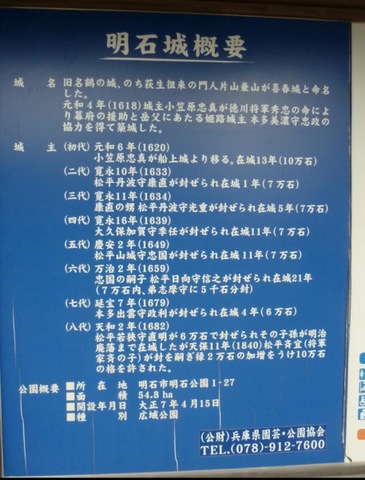 明石城概要
城 名 旧名鶴の城、のち荻生徂来の門人片山兼山が喜春城と命名
した。
元和4年(1618)城主小笠原忠真が徳川将軍秀忠の命によ
り幕府の援助と岳父にあたる姫路城主本多美濃守忠政の
協力を得て築城した。
城 主 (初代) 元和6年(1620)
小笠原忠真が船上城より移る。在城13年(10万石)
(二代) 寛永10年(1633)
松平丹波守康直が封ぜられ在城1年(7万石)
(三代) 寛永11年(1634)
康直の甥 松平丹波守光重が封ぜられ在城5年(7万石)
(四代) 寛永16年(1639)
大久保加賀守季任が封ぜられ在城11年(7万石)
(五代) 慶安2年(1649)
松平山城守忠国が封ぜられ在城11年(7万石)
(六代) 万治2年(1659)
忠国の嗣子 松平日向守信之が封ぜられ在城21年
(7万石内、弟志摩守に5千石分封)
(七代) 延宝7年(1679)
本多出雲守政利が封ぜられ在城4年(6万石)
(八代) 天和2年(1682)
松平若狭守直明が6万石で封ぜられその子孫が明治
廃藩まで在城したが天保11年(1840)松平斉宣(将軍
家斉の子)が封を嗣ぎ様2万石の加増をうけ10万石
の格を許された。
公園概要 ■所在地 明石市明石公園1-27
■面積 54.8ha
■開設年月日 大正7年4月15日
■種別 広域公園
(公財)兵庫県園芸・公園協会
TEL.(078)-912-7600